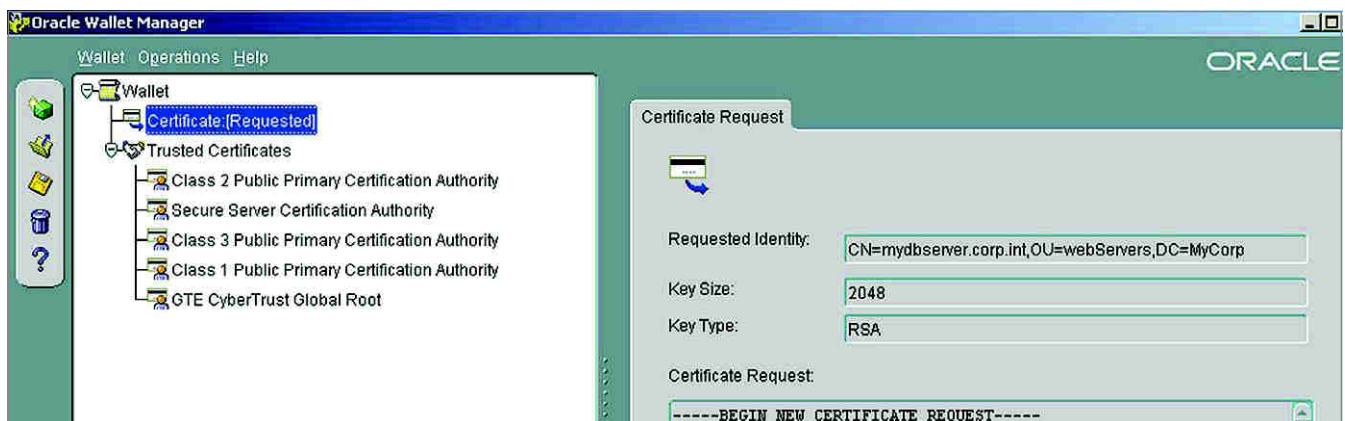 Oracle Wallet Manager
Wallet Operations Help
ORACLE
Wallet
Certificate:[Requested]
Trusted Certificates
Class 2 Public Primary Certification Authority
Secure Server Certification Authority
Class 3 Public Primary Certification Authority
Class 1 Public Primary Certification Authority
GTE CyberTrust Global Root
?
Certificate Request
Requested Identity: CN=mydbserver.corp.int,OU=webServers,DC=MyCorp
Key Size: 2048
Key Type: RSA
Certificate Request:
-----BEGIN NEW CERTIFICATE REQUEST-----